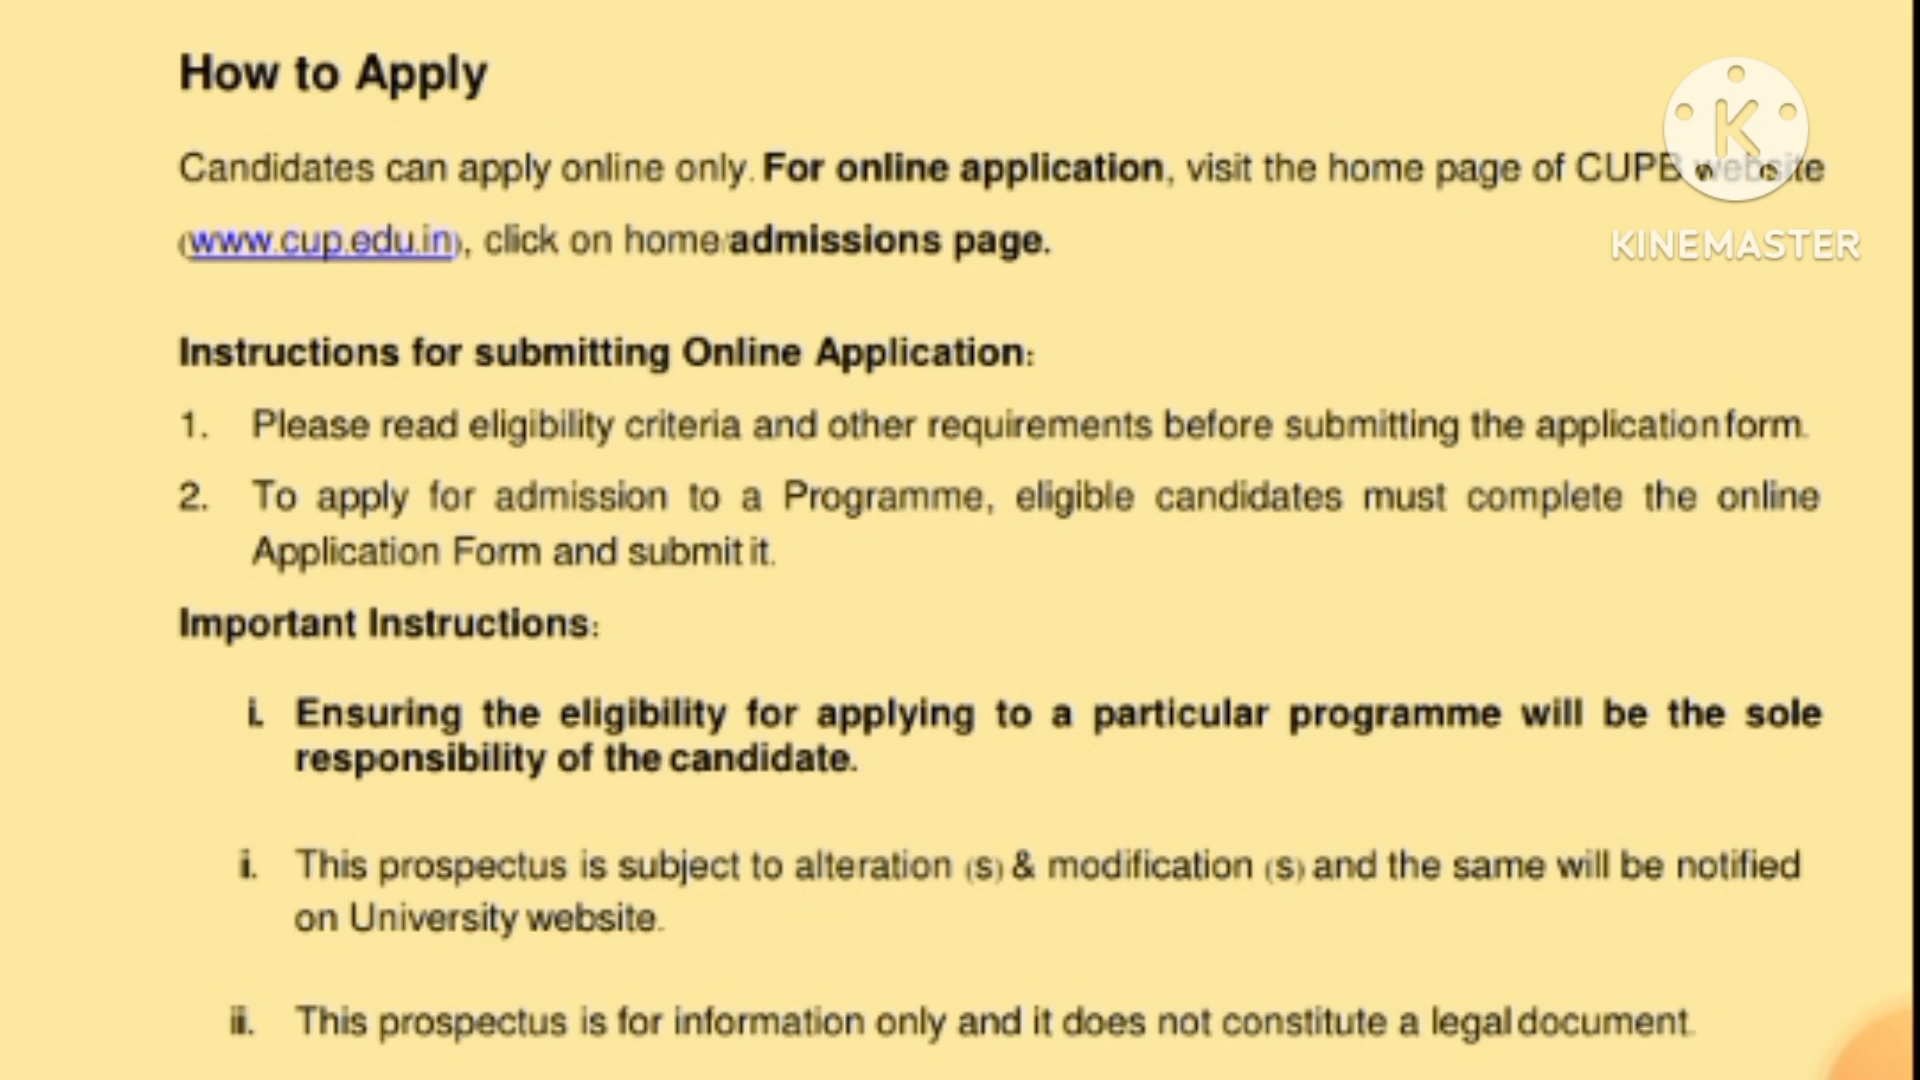 How to Apply
Candidates can apply online only. For online application, visit the home page of CUPB website
(www.cup.edu.in), click on home/admissions page.
K
KINEMASTER
Instructions for submitting Online Application:
1. Please read eligibility criteria and other requirements before submitting the application form.
2. To apply for admission to a Programme, eligible candidates must complete the online
Application Form and submit it.
Important Instructions:
i. Ensuring the eligibility for applying to a particular programme will be the sole
responsibility of the candidate.
i. This prospectus is subject to alteration (s) & modification (s) and the same will be notified
on University website.
ii. This prospectus is for information only and it does not constitute a legal document.